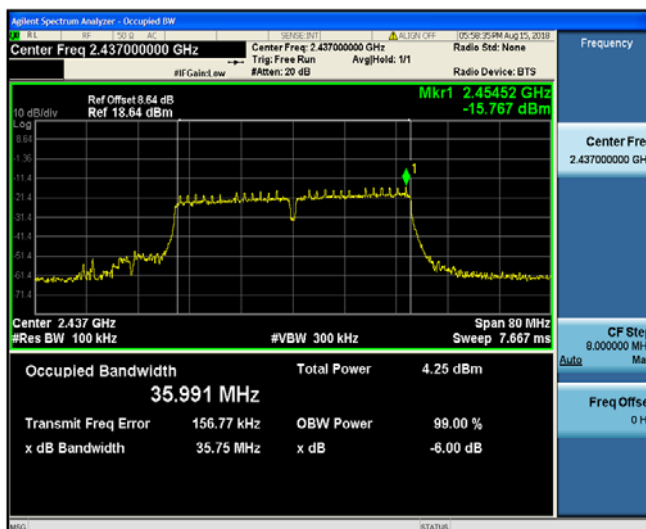 Agilent Spectrum Analyzer - Occupied BW
RL RF 50 Ω AC SENSE:INT ALIGN OFF 05:58:35 PM Aug 15, 2018
Center Freq 2.437000000 GHz
Center Freq: 2.437000000 GHz
Radio Std: None
Trig: Free Run Avg|Hold: 1/1
#IFGain:Low #Atten: 20 dB Radio Device: BTS
Frequency
Mkr1 2.45452 GHz
-15.767 dBm
Ref Offset 8.64 dB
10 dB/div Ref 18.64 dBm
Log
8.64
-1.36
-11.4
-21.4
-31.4
-41.4
-51.4
-61.4
-71.4
1
Center 2.437 GHz Span 80 MHz
#Res BW 100 kHz #VBW 300 kHz Sweep 7.667 ms
Occupied Bandwidth Total Power 4.25 dBm
35.991 MHz
Transmit Freq Error 156.77 kHz OBW Power 99.00 %
x dB Bandwidth 35.75 MHz x dB -6.00 dB
Center Fre
2.437000000 GH
CF Ste
8.000000 MH
Auto Ma
Freq Offse
0 H
MSG STATUS